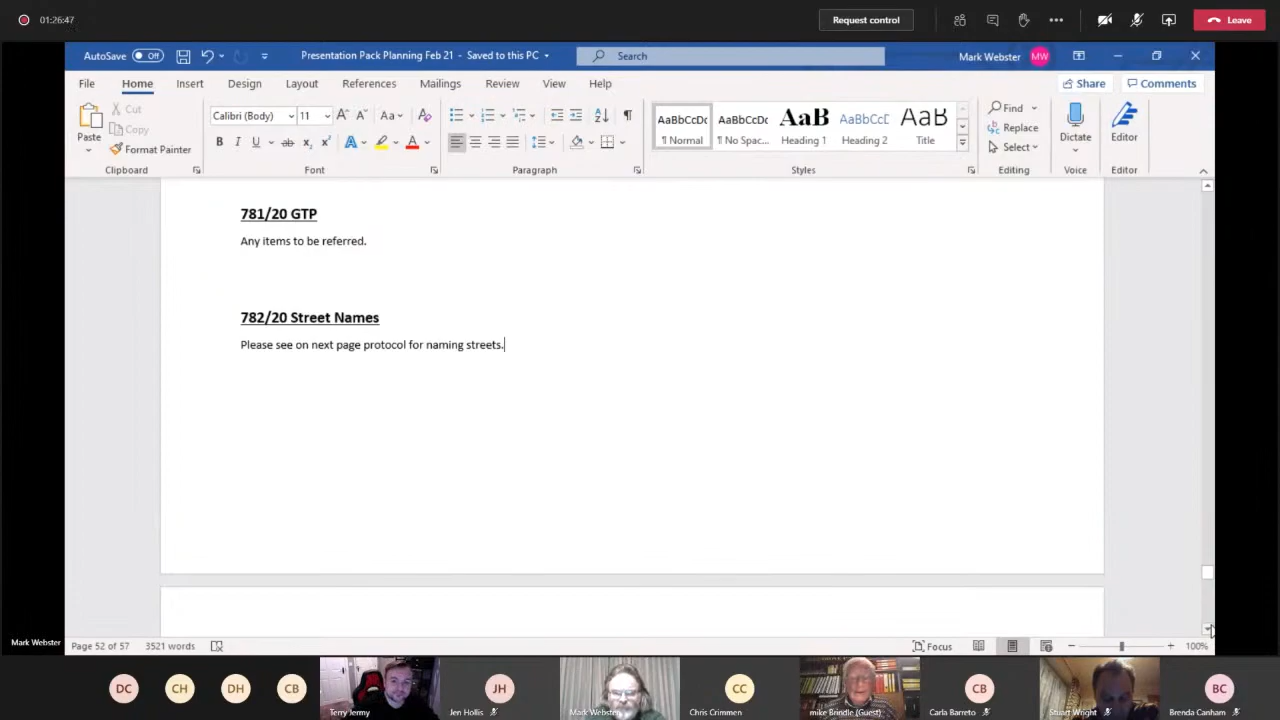 01:26:47
Request control
Leave
AutoSave Off
Presentation Pack Planning Feb 21 - Saved to this PC
Search
Mark Webster MW
File Home Insert Draw Design Layout References Mailings Review View Help
Share Comments
Paste
Cut
Copy
Format Painter
Calibri (Body) 11
Find
Replace
Select
Dictate
Editor
AaBbCcDc AaBbCcDc AaB AaBbCcD AaB
¶ Normal ¶ No Spac... Heading 1 Heading 2 Title
Clipboard Font Paragraph Styles Editing Voice Editor
781/20 GTP
Any items to be referred.
782/20 Street Names
Please see on next page protocol for naming streets.
Mark Webster
Page 52 of 57 3521 words Focus 100%
DC CH DH CB JH CC CB BC
Terry Jermy Jen Hollis Mark Webster Chris Crimmen mike Brindle (Guest) Carla Barreto Stuart Wright Brenda Canham